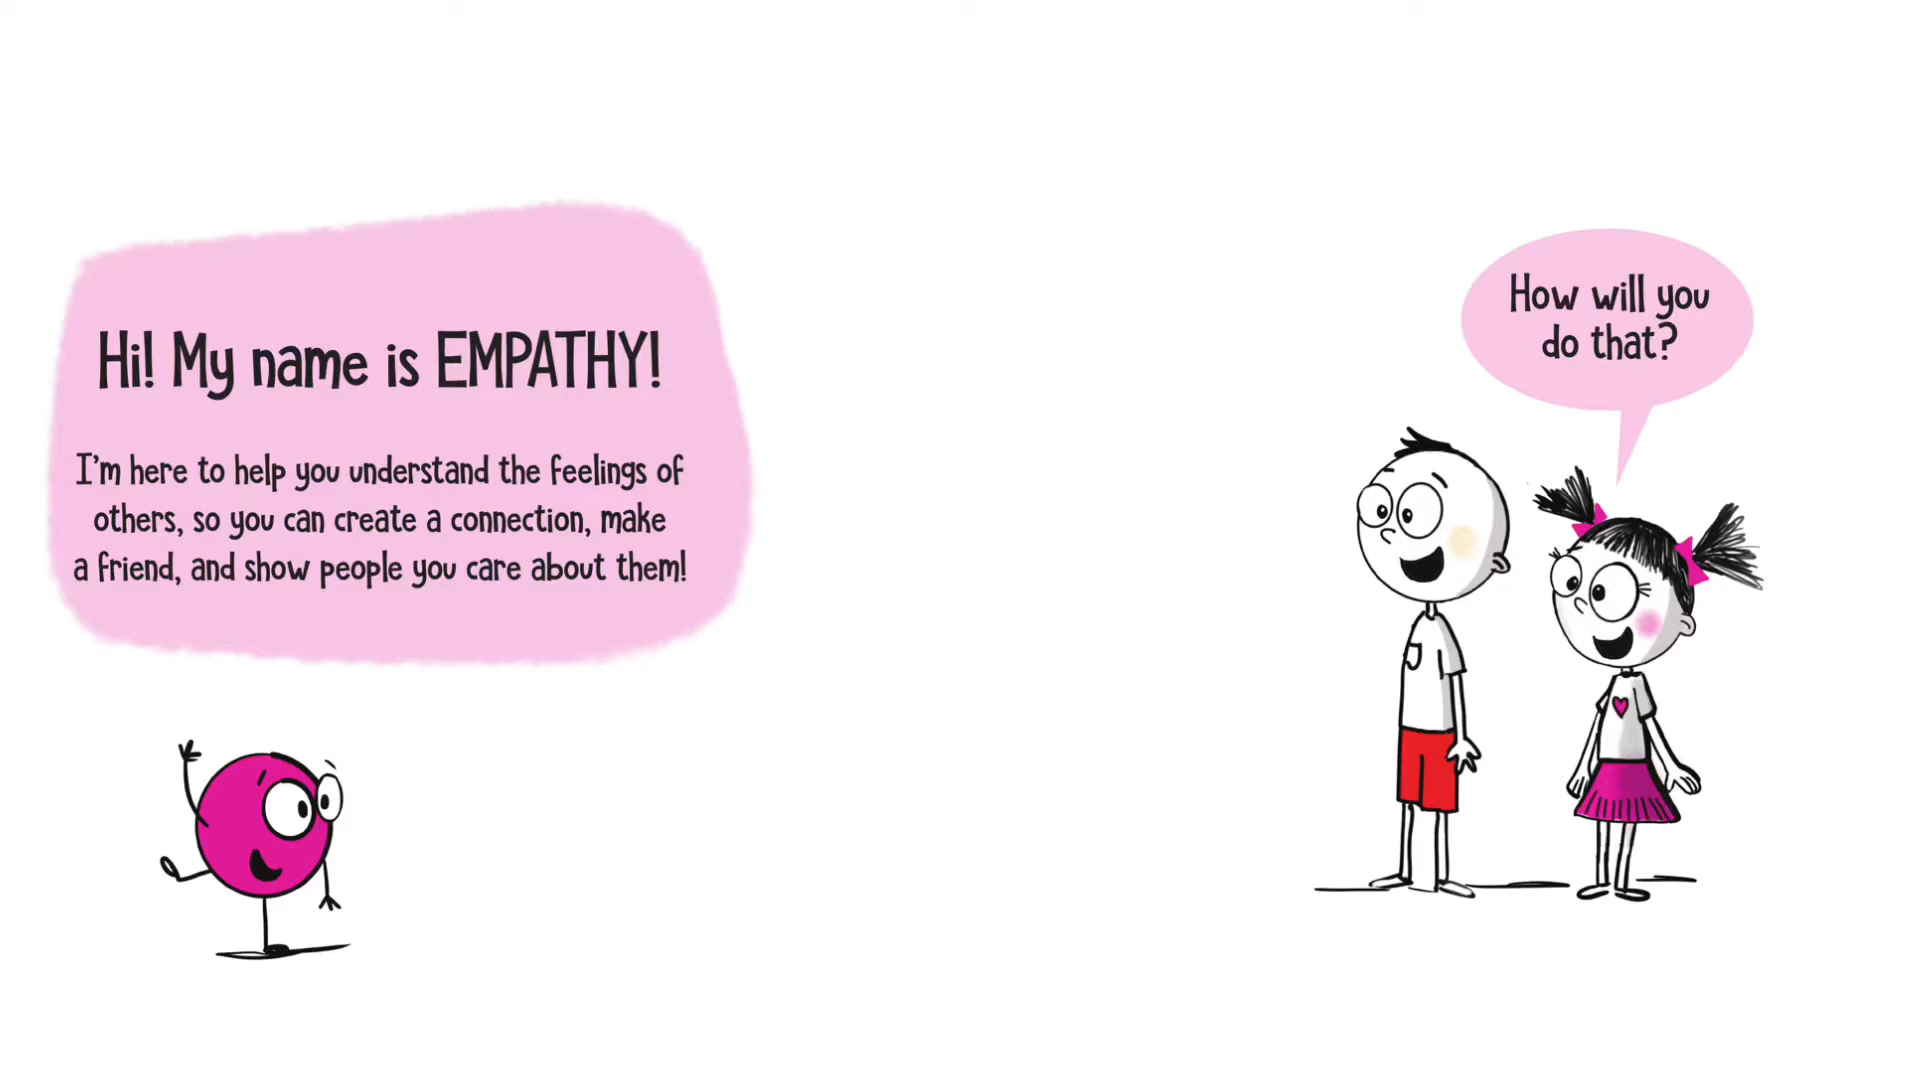 Hi! My name is EMPATHY!
I'm here to help you understand the feelings of
others, so you can create a connection, make
a friend, and show people you care about them!
How will you
do that?